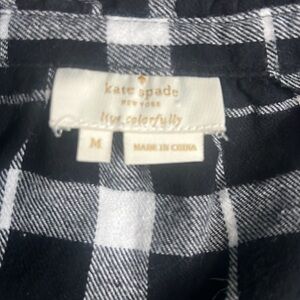 kate spade
NEW YORK
live colorfully
M
MADE IN CHINA